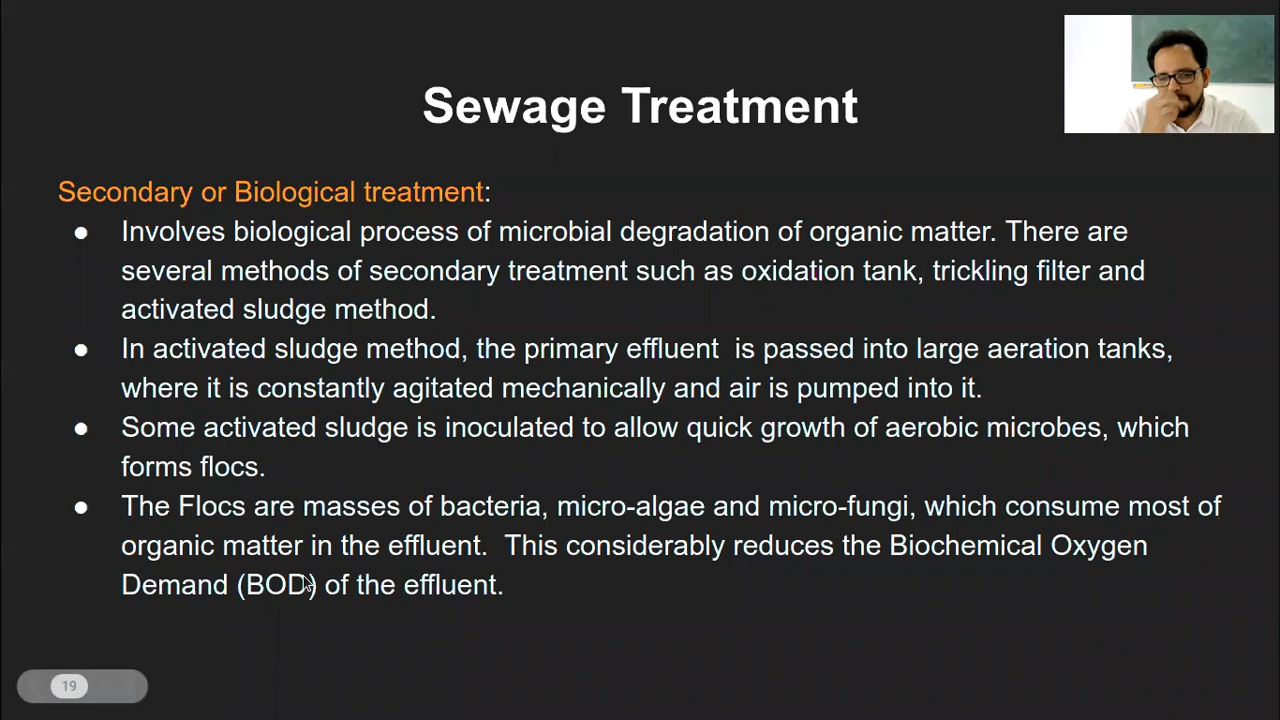 Sewage Treatment
Secondary or Biological treatment:
● Involves biological process of microbial degradation of organic matter. There are
several methods of secondary treatment such as oxidation tank, trickling filter and
activated sludge method.
● In activated sludge method, the primary effluent  is passed into large aeration tanks,
where it is constantly agitated mechanically and air is pumped into it.
● Some activated sludge is inoculated to allow quick growth of aerobic microbes, which
forms flocs.
● The Flocs are masses of bacteria, micro-algae and micro-fungi, which consume most of
organic matter in the effluent.  This considerably reduces the Biochemical Oxygen
Demand (BOD) of the effluent.
19